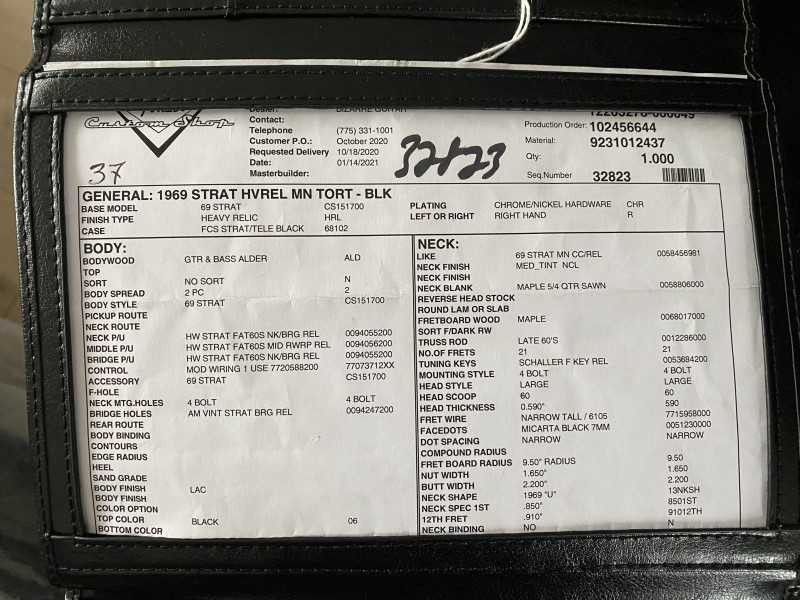 Custom Shop
Dealer: BIZARRE GUITAR
Contact:
Telephone (775) 331-1001
Customer P.O.: October 2020
Requested Delivery 10/18/2020
Date: 01/14/2021
Masterbuilder:
Production Order: 102456644
Material: 9231012437
Qty: 1.000
Seq.Number 32823
37
32823
GENERAL: 1969 STRAT HVREL MN TORT - BLK
BASE MODEL 69 STRAT CS151700 PLATING CHROME/NICKEL HARDWARE CHR
FINISH TYPE HEAVY RELIC HRL LEFT OR RIGHT RIGHT HAND R
CASE FCS STRAT/TELE BLACK 68102
BODY:
BODYWOOD GTR & BASS ALDER ALD
TOP
SORT NO SORT N
BODY SPREAD 2 PC 2
BODY STYLE 69 STRAT CS151700
PICKUP ROUTE
NECK ROUTE
NECK P/U HW STRAT FAT60S NK/BRG REL 0094055200
MIDDLE P/U HW STRAT FAT60S MID RWRP REL 0094056200
BRIDGE P/U HW STRAT FAT60S NK/BRG REL 0094055200
CONTROL MOD WIRING 1 USE 7720588200 77073712XX
ACCESSORY 69 STRAT CS151700
F-HOLE
NECK MTG.HOLES 4 BOLT 4 BOLT
BRIDGE HOLES AM VINT STRAT BRG REL 0094247200
REAR ROUTE
BODY BINDING
CONTOURS
EDGE RADIUS
HEEL
SAND GRADE
BODY FINISH LAC
BODY FINISH
COLOR OPTION
TOP COLOR BLACK 06
BOTTOM COLOR
NECK:
LIKE 69 STRAT MN CC/REL 0058456981
NECK FINISH MED_TINT NCL
NECK FINISH
NECK BLANK MAPLE 5/4 QTR SAWN 0058806000
REVERSE HEAD STOCK
ROUND LAM OR SLAB
FRETBOARD WOOD MAPLE 0068017000
SORT F/DARK RW
TRUSS ROD LATE 60'S 0012286000
NO.OF FRETS 21 21
TUNING KEYS SCHALLER F KEY REL 0053684200
MOUNTING STYLE 4 BOLT 4 BOLT
HEAD STYLE LARGE LARGE
HEAD SCOOP 60 60
HEAD THICKNESS 0.590" 590
FRET WIRE NARROW TALL / 6105 7715958000
FACEDOTS MICARTA BLACK 7MM 0051230000
DOT SPACING NARROW NARROW
COMPOUND RADIUS
FRET BOARD RADIUS 9.50" RADIUS 9.50
NUT WIDTH 1.650" 1.650
BUTT WIDTH 2.200" 2.200
NECK SHAPE 1969 "U" 13NKSH
NECK SPEC 1ST .850" 8501ST
12TH FRET .910" 91012TH
NECK BINDING NO N